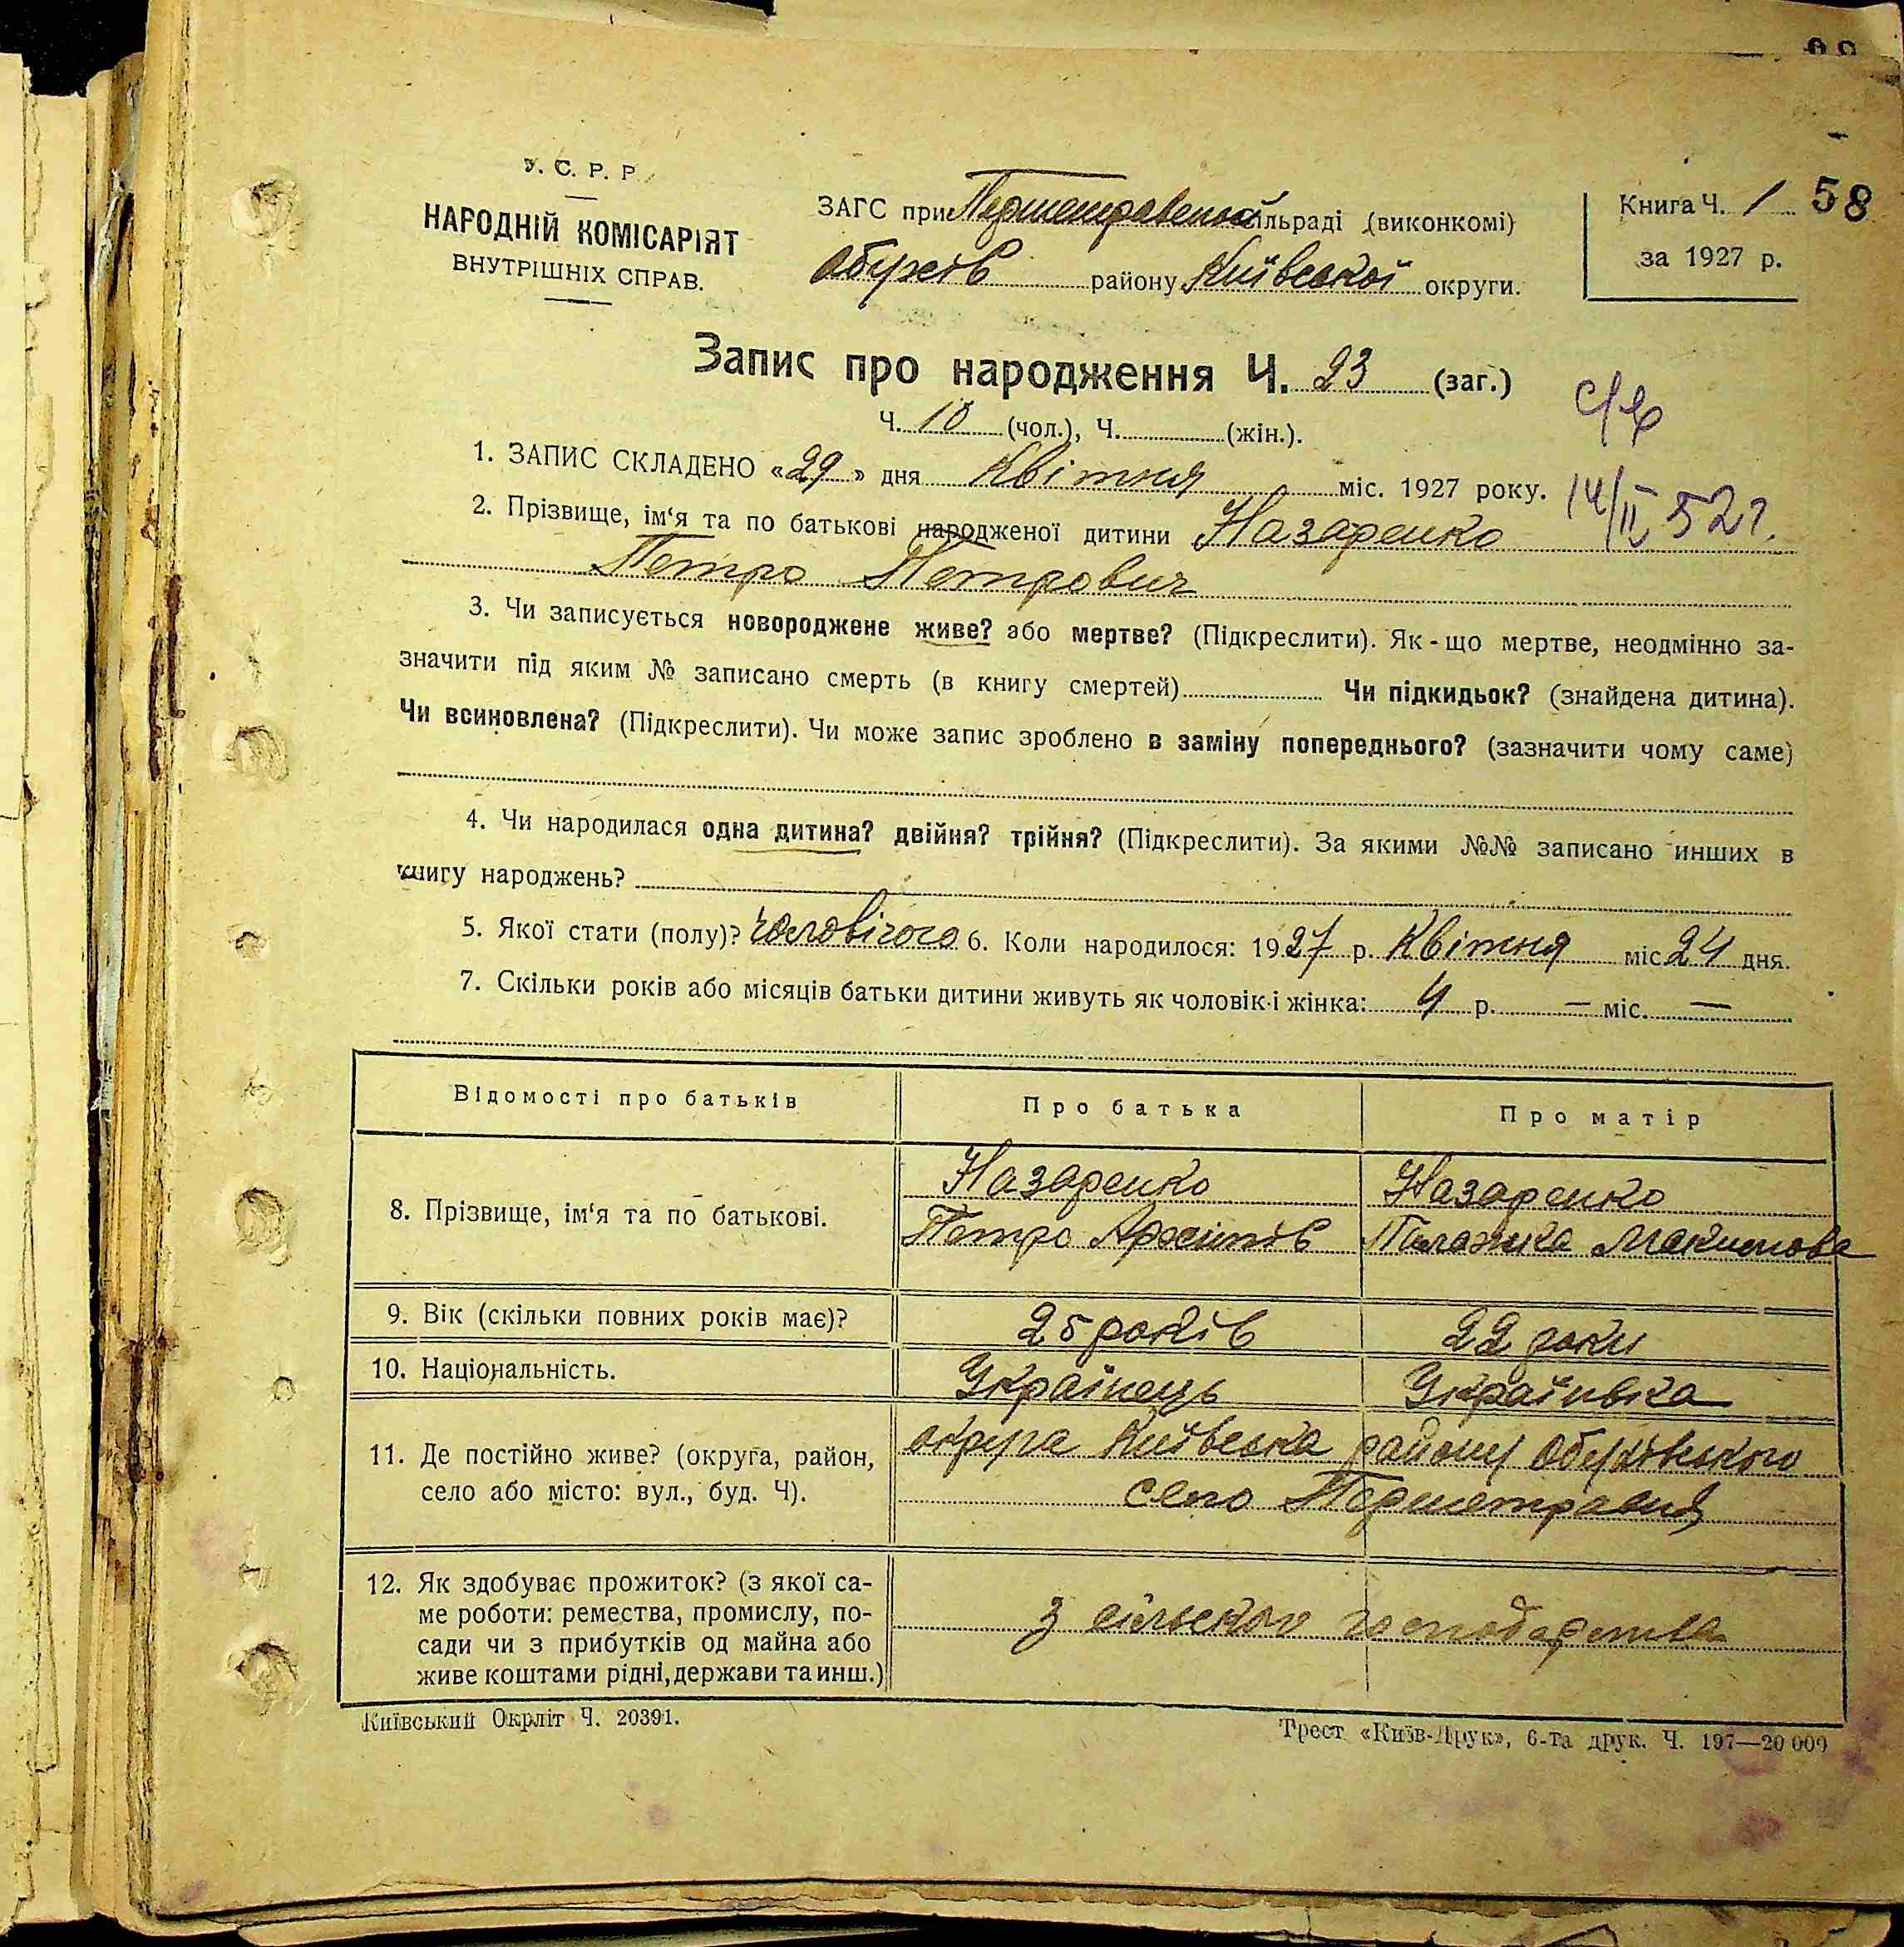 У. С. Р. Р.
НАРОДНІЙ КОМІСАРІЯТ
ВНУТРІШНІХ СПРАВ.
ЗАГС при Першетравенській сільраді (виконкомі)
Обухів району Київської округи.
Книга Ч. 1 58
за 1927 р.
Запис про народження Ч. 23 (заг.)
Ч. 10 (чол.), Ч. (жін.).
1. ЗАПИС СКЛАДЕНО «29» дня Квітня міс. 1927 року.
14/II 52 г.
2. Прізвище, ім‘я та по батькові народженої дитини Назаренко
Петро Петрович
3. Чи записується новороджене живе? або мертве? (Підкреслити). Як-що мертве, неодмінно за-
значити під яким № записано смерть (в книгу смертей) Чи підкидьок? (знайдена дитина).
Чи всиновлена? (Підкреслити). Чи може запис зроблено в заміну попереднього? (зазначити чому саме)
4. Чи народилася одна дитина? двійня? трійня? (Підкреслити). За якими №№ записано инших в
книгу народжень?
5. Якої стати (полу)? Чоловічого 6. Коли народилося: 1927 р. Квітня міс 24 дня.
7. Скільки років або місяців батьки дитини живуть як чоловік і жінка: 4 р. — міс. —
Відомості про батьків Про батька Про матір
8. Прізвище, ім‘я та по батькові. Назаренко Назаренко
Петро Архипів Палажка Макимова
9. Вік (скільки повних років має)? 25 років 22 роки
10. Національність. Українець Українка
11. Де постійно живе? (округа, район, округа Київська району Обухівського
село або місто: вул., буд. Ч). село Першетравня
12. Як здобуває прожиток? (з якої са-
ме роботи: ремества, промислу, по- з сільского господарства
сади чи з прибутків од майна або
живе коштами рідні, держави та инш.)
Київський Окрліт Ч. 20391.
Трест «Київ-Друк», 6-та друк. Ч. 197—20 000